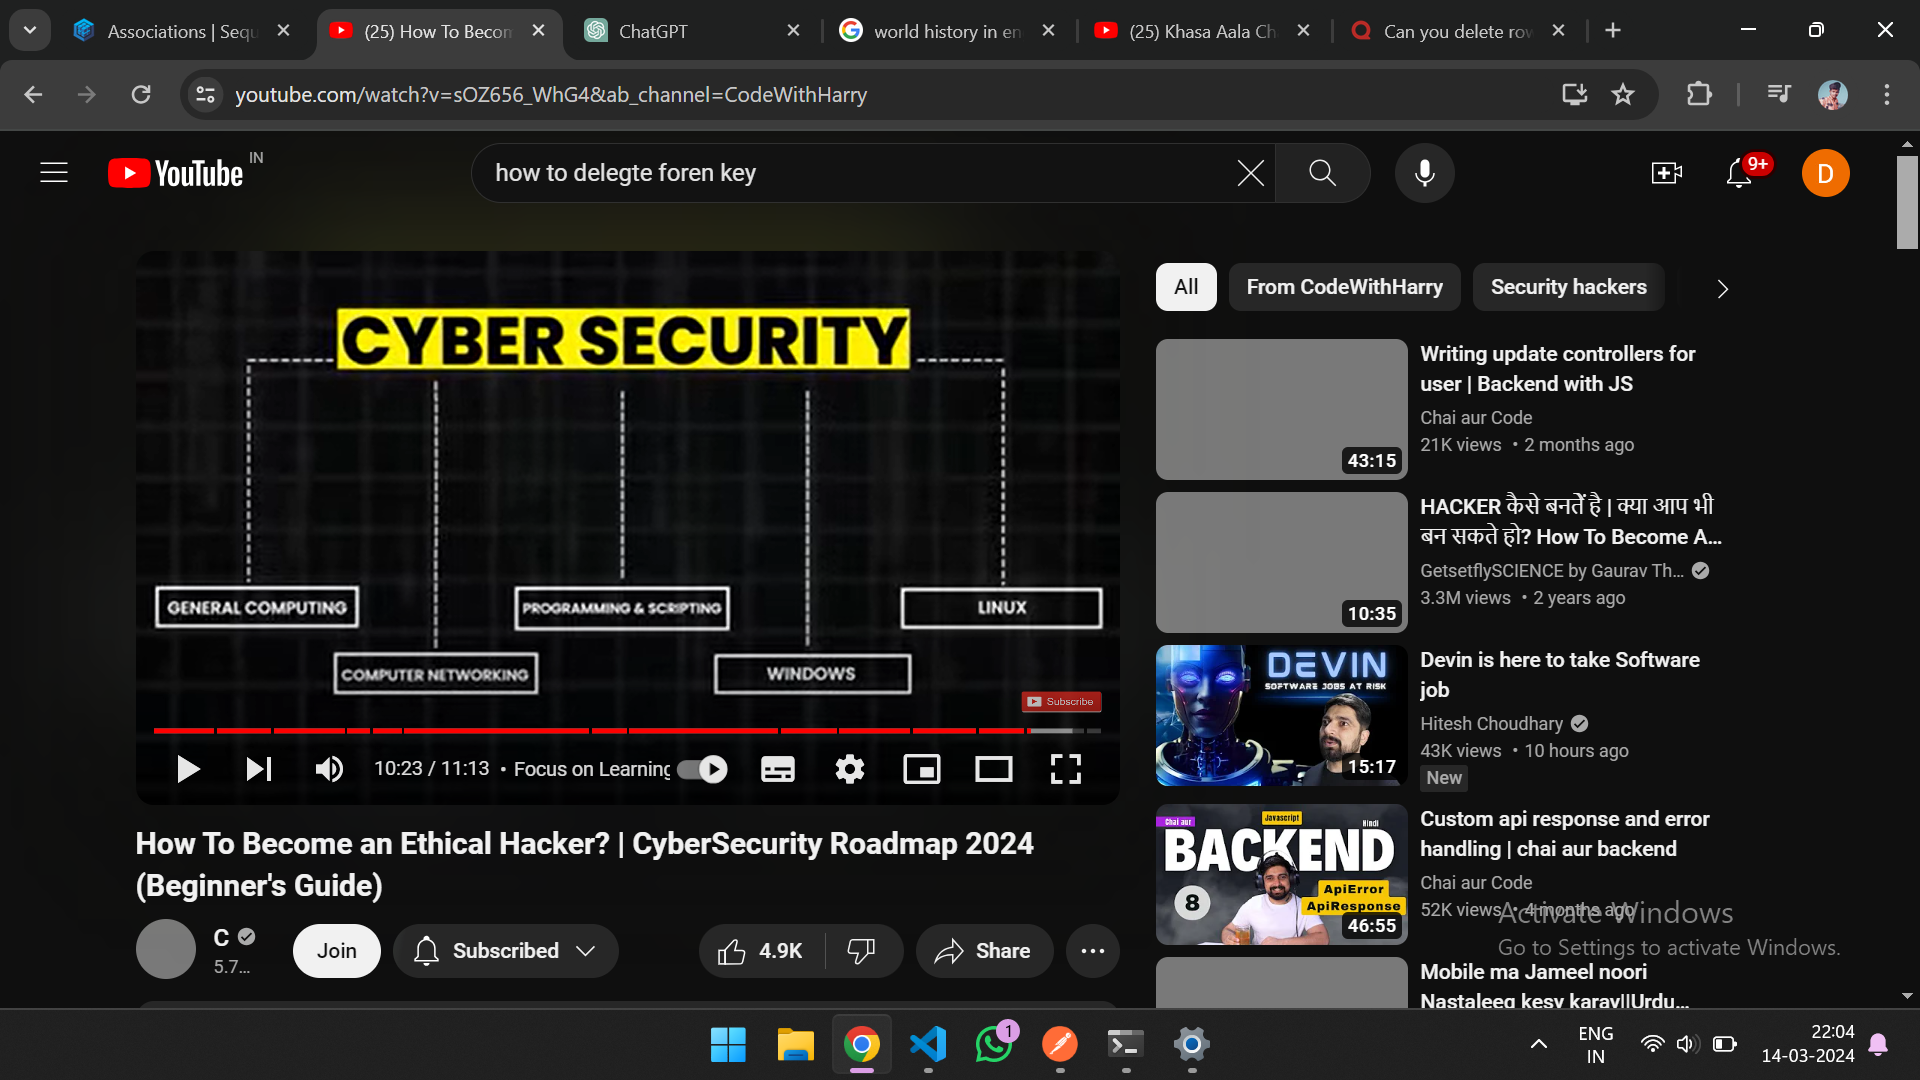 Associations | Sequ
(25) How To Becom
ChatGPT
world history in en
(25) Khasa Aala Ch
Can you delete row
youtube.com/watch?v=sOZ656_WhG4&ab_channel=CodeWithHarry
YouTube IN
how to delegte foren key
9+
D
CYBER SECURITY
GENERAL COMPUTING
PROGRAMMING & SCRIPTING
LINUX
COMPUTER NETWORKING
WINDOWS
Subscribe
10:23 / 11:13 • Focus on Learning
How To Become an Ethical Hacker? | CyberSecurity Roadmap 2024
(Beginner's Guide)
C
5.7...
Join
Subscribed
4.9K
Share
All
From CodeWithHarry
Security hackers
43:15
Writing update controllers for
user | Backend with JS
Chai aur Code
21K views • 2 months ago
10:35
HACKER कैसे बनतेें है | क्या आप भी
बन सकते हो? How To Become A...
GetsetflySCIENCE by Gaurav Th...
3.3M views • 2 years ago
DEVIN
SOFTWARE JOBS AT RISK
15:17
Devin is here to take Software
job
Hitesh Choudhary
43K views • 10 hours ago
New
Chai aur
Javascript
Hindi
BACKEND
8
ApiError
ApiResponse
46:55
Custom api response and error
handling | chai aur backend
Chai aur Code
52K views • 4 months ago
Activate Windows
Go to Settings to activate Windows.
Mobile ma Jameel noori
Nastaleeq kesy karay||Urdu...
1
ENG
IN
22:04
14-03-2024